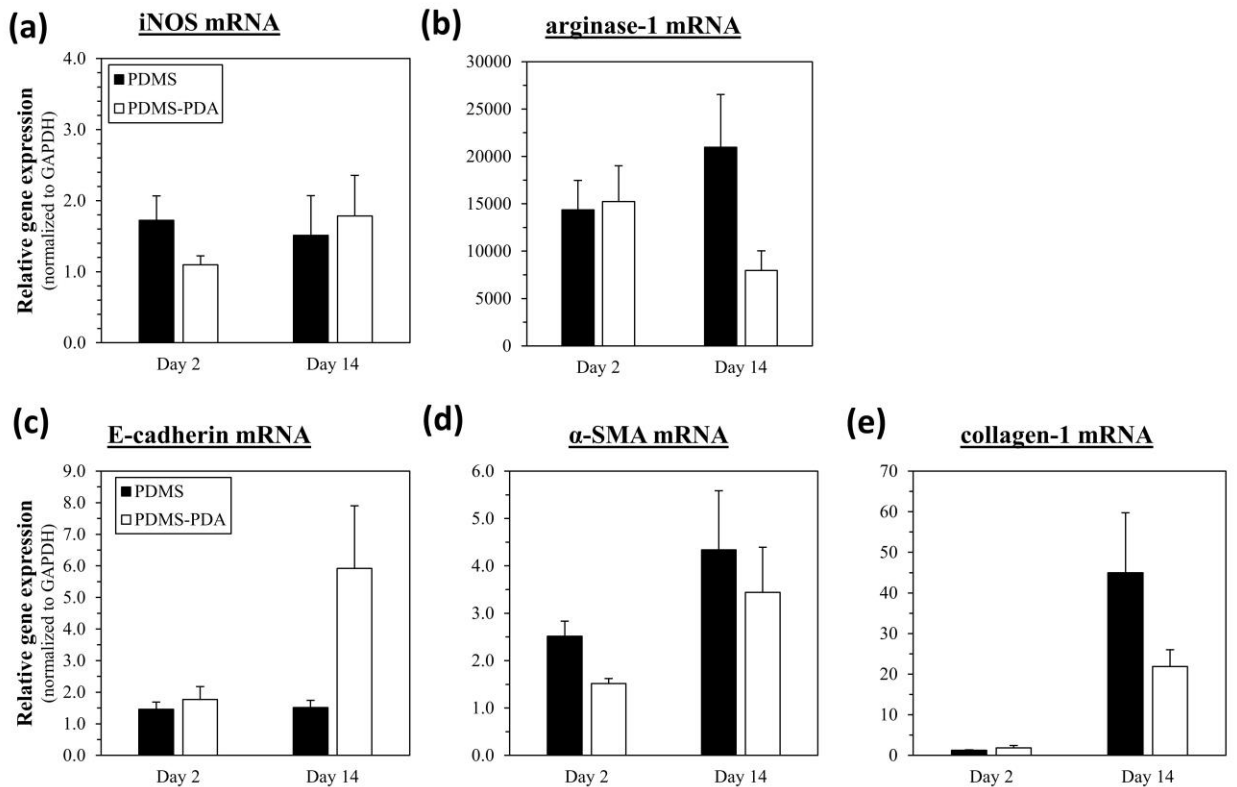 (a)
iNOS mRNA
Relative gene expression
(normalized to GAPDH)
4.0
3.0
2.0
1.0
0.0
PDMS
PDMS-PDA
Day 2
Day 14
(b)
arginase-1 mRNA
30000
25000
20000
15000
10000
5000
0
Day 2
Day 14
(c)
E-cadherin mRNA
Relative gene expression
(normalized to GAPDH)
9.0
8.0
7.0
6.0
5.0
4.0
3.0
2.0
1.0
0.0
PDMS
PDMS-PDA
Day 2
Day 14
(d)
α-SMA mRNA
6.0
5.0
4.0
3.0
2.0
1.0
0.0
Day 2
Day 14
(e)
collagen-1 mRNA
70
60
50
40
30
20
10
0
Day 2
Day 14